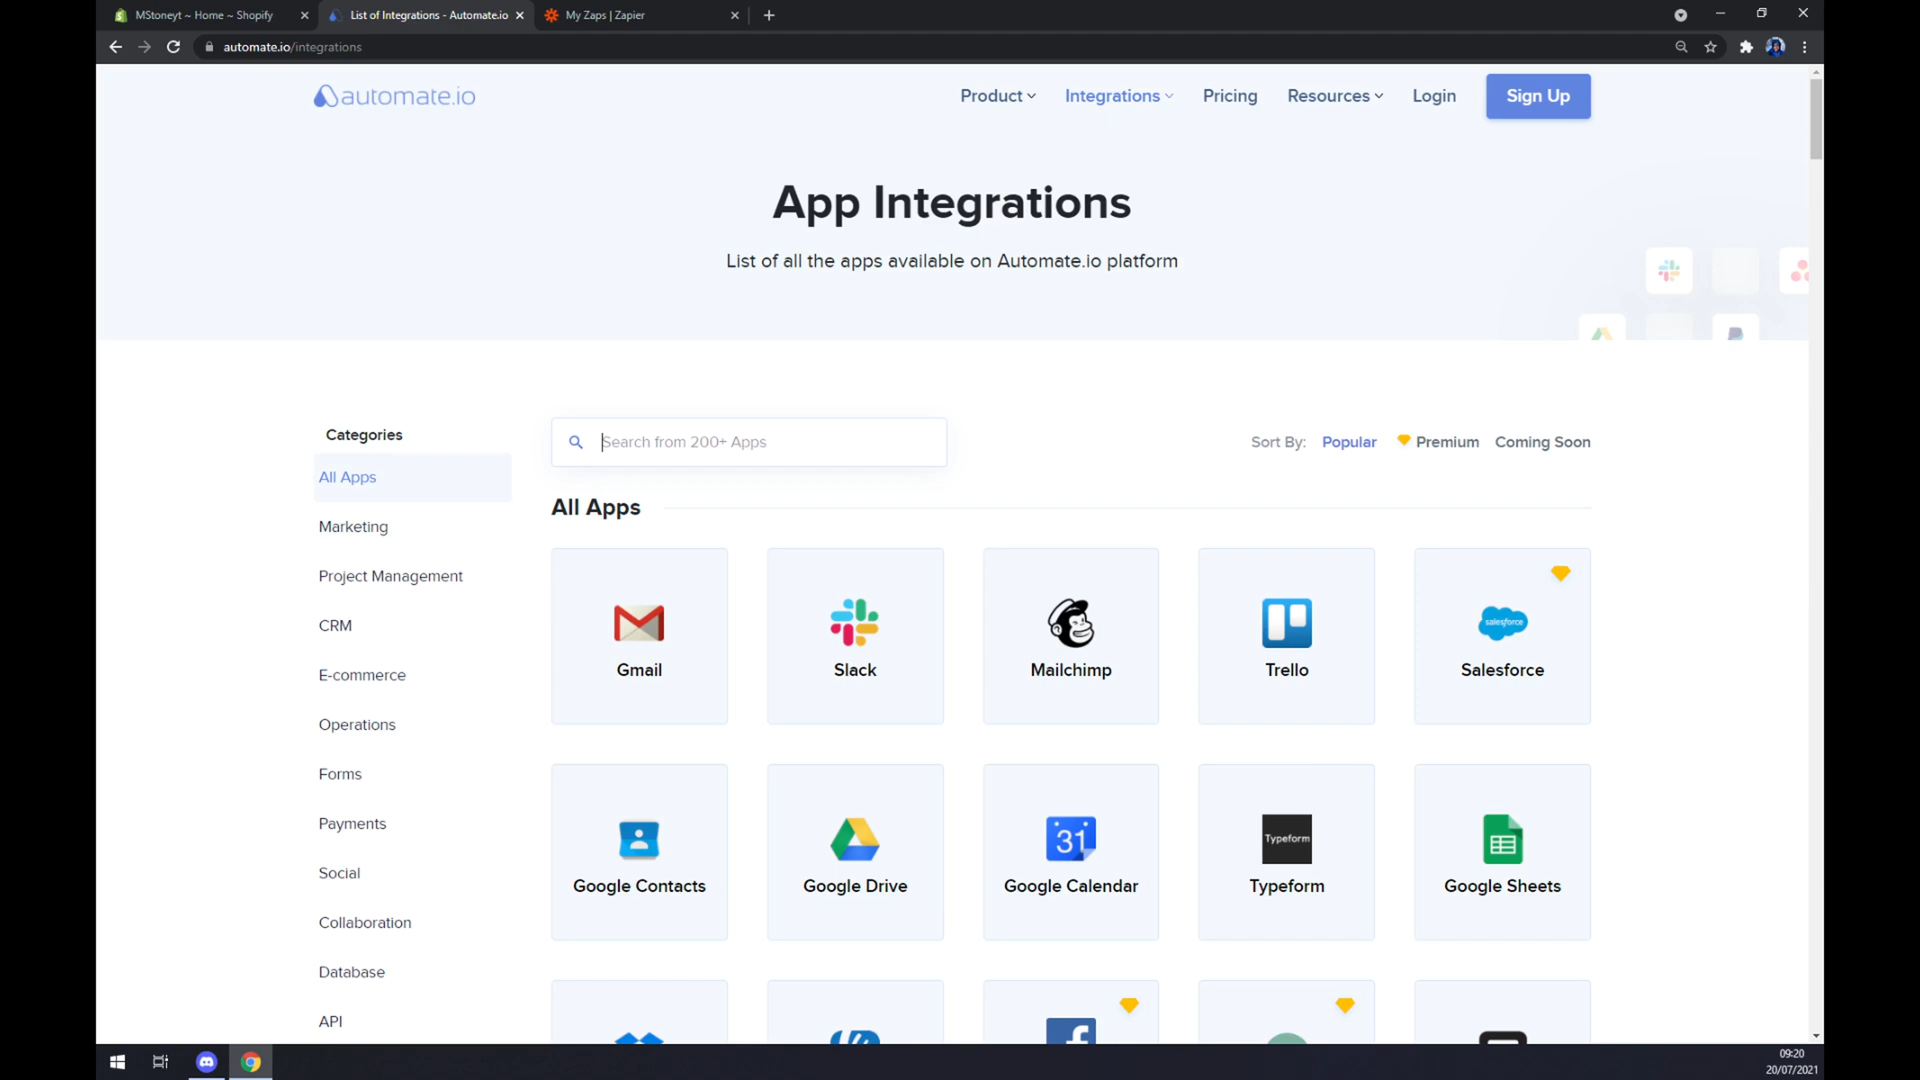 MStoneyt ~ Home ~ Shopify
List of Integrations - Automate.io
My Zaps | Zapier
automate.io/integrations
automate.io
Product
Integrations
Pricing
Resources
Login
Sign Up
App Integrations
List of all the apps available on Automate.io platform
Categories
Search from 200+ Apps
Sort By:
Popular
Premium
Coming Soon
All Apps
All Apps
Marketing
Project Management
CRM
E-commerce
Operations
Forms
Payments
Social
Collaboration
Database
API
Gmail
Slack
Mailchimp
Trello
salesforce
Salesforce
Google Contacts
Google Drive
31
Google Calendar
Typeform
Typeform
Google Sheets
09:20
20/07/2021